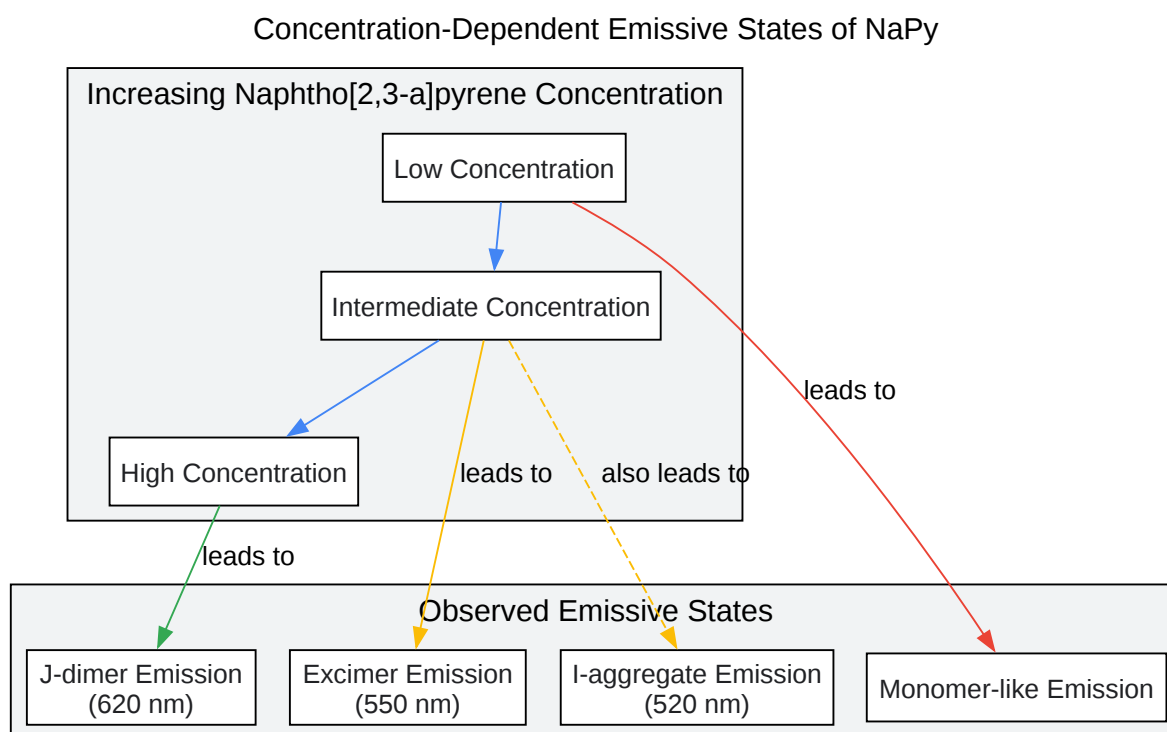 Concentration-Dependent Emissive States of NaPy
Increasing Naphtho[2,3-a]pyrene Concentration
Low Concentration
Intermediate Concentration
leads to
High Concentration
leads to
also leads to
leads to
Observed Emissive States
J-dimer Emission
(620 nm)
Excimer Emission
(550 nm)
I-aggregate Emission
(520 nm)
Monomer-like Emission